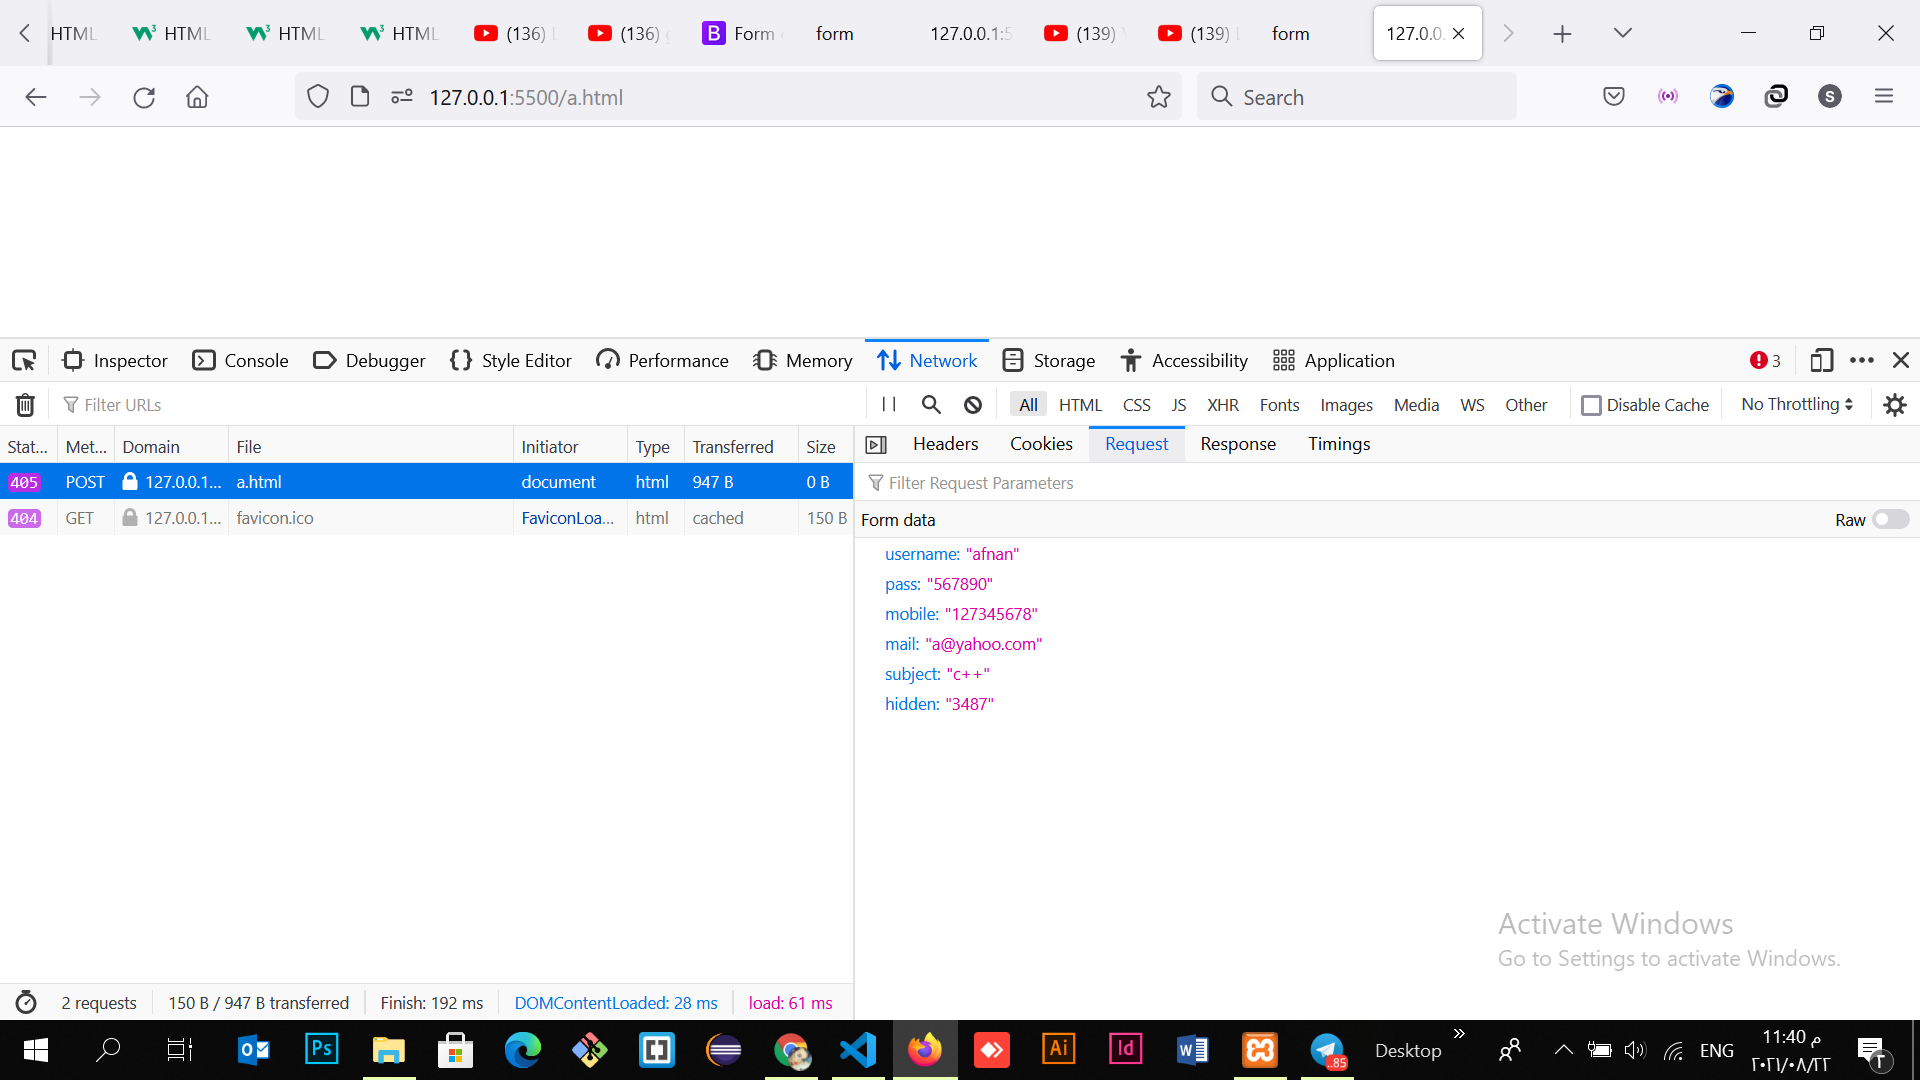 HTML
HTML
HTML
HTML
(136)
(136)
Form
form
127.0.0.1:5
(139)
(139)
form
127.0.0.
127.0.0.1:5500/a.html
Search
S
Inspector
Console
Debugger
Style Editor
Performance
Memory
Network
Storage
Accessibility
Application
3
Filter URLs
All
HTML
CSS
JS
XHR
Fonts
Images
Media
WS
Other
Disable Cache
No Throttling
Stat...
Met...
Domain
File
Initiator
Type
Transferred
Size
Headers
Cookies
Request
Response
Timings
405 POST 127.0.0.1... a.html document html 947 B 0 B
Filter Request Parameters
404 GET 127.0.0.1... favicon.ico FaviconLoa... html cached 150 B
Form data
Raw
username: "afnan"
pass: "567890"
mobile: "127345678"
mail: "a@yahoo.com"
subject: "c++"
hidden: "3487"
Activate Windows
Go to Settings to activate Windows.
2 requests
150 B / 947 B transferred
Finish: 192 ms
DOMContentLoaded: 28 ms
load: 61 ms
Ps
Ai
Id
..85
Desktop
ENG
11:40 م
٢٠٢١/٠٨/٢٢
٢